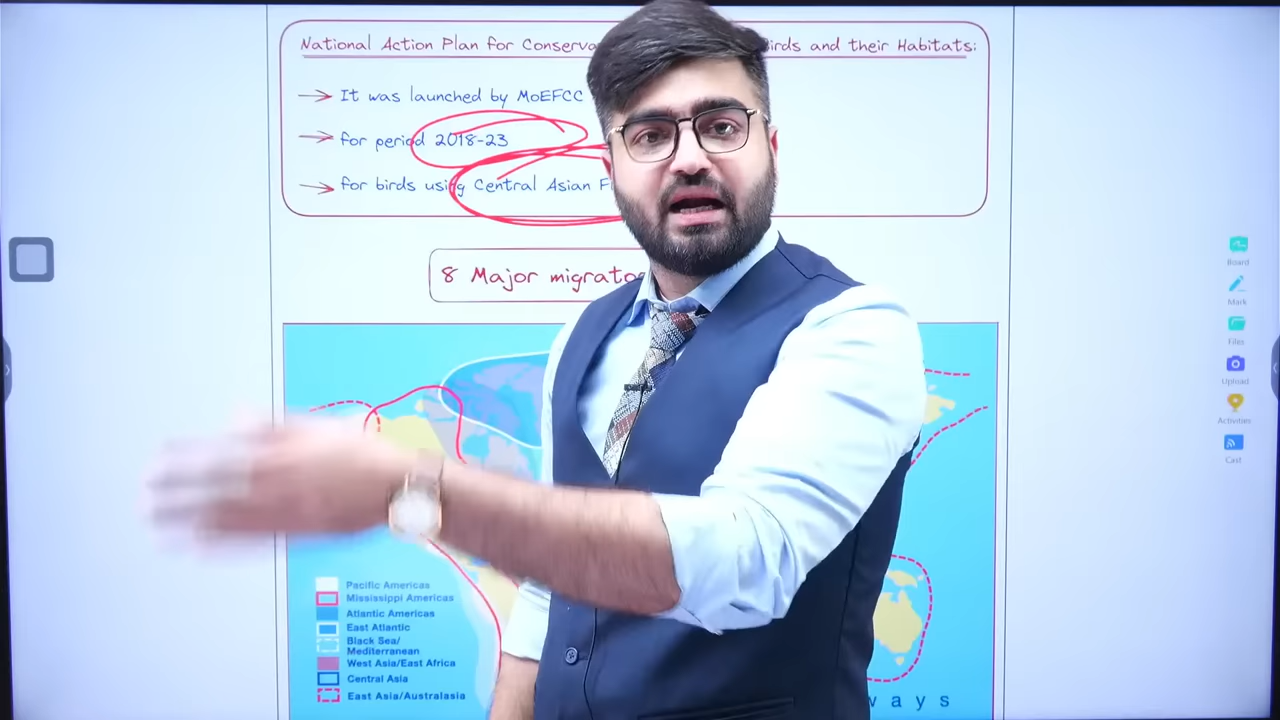 National Action Plan for Conserva Birds and their Habitats:
→ It was launched by MoEFCC
→ for period 2018-23
→ for birds using Central Asian F
8 Major migrato
Pacific Americas
Mississippi Americas
Atlantic Americas
East Atlantic
Black Sea/
Mediterranean
West Asia/East Africa
Central Asia
East Asia/Australasia
ways
Board
Mark
Files
Upload
Activities
Cast